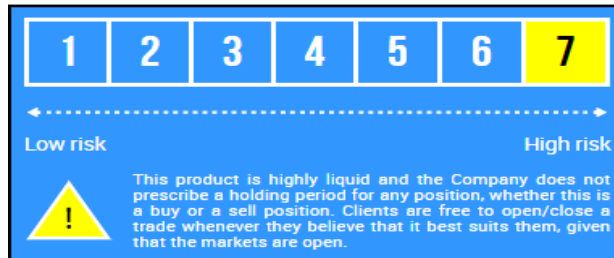 1 2 3 4 5 6 7
Low risk High risk
This product is highly liquid and the Company does not
prescribe a holding period for any position, whether this is
a buy or a sell position. Clients are free to open/close a
trade whenever they believe that it best suits them, given
that the markets are open.
!